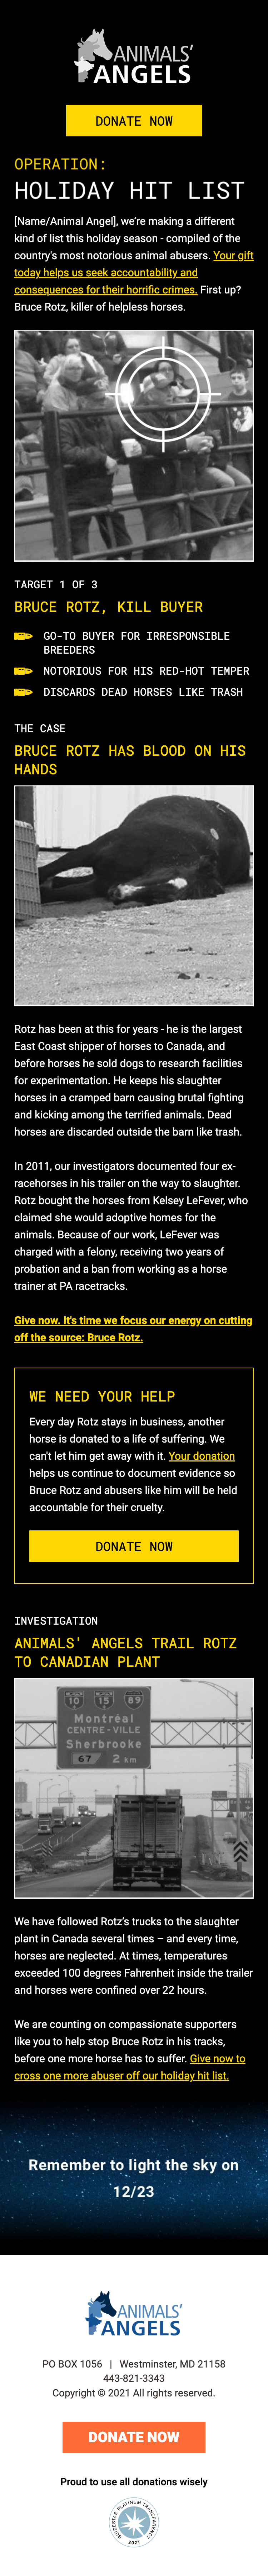 ANIMALS'
ANGELS
DONATE NOW
OPERATION:
HOLIDAY HIT LIST
[Name/Animal Angel], we're making a different
kind of list this holiday season - compiled of the
country's most notorious animal abusers. Your gift
today helps us seek accountability and
consequences for their horrific crimes. First up?
Bruce Rotz, killer of helpless horses.
TARGET 1 OF 3
BRUCE ROTZ, KILL BUYER
GO-TO BUYER FOR IRRESPONSIBLE
BREEDERS
NOTORIOUS FOR HIS RED-HOT TEMPER
DISCARDS DEAD HORSES LIKE TRASH
THE CASE
BRUCE ROTZ HAS BLOOD ON HIS
HANDS
Rotz has been at this for years - he is the largest
East Coast shipper of horses to Canada, and
before horses he sold dogs to research facilities
for experimentation. He keeps his slaughter
horses in a cramped barn causing brutal fighting
and kicking among the terrified animals. Dead
horses are discarded outside the barn like trash.
In 2011, our investigators documented four ex-
racehorses in his trailer on the way to slaughter.
Rotz bought the horses from Kelsey LeFever, who
claimed she would adoptive homes for the
animals. Because of our work, LeFever was
charged with a felony, receiving two years of
probation and a ban from working as a horse
trainer at PA racetracks.
Give now. It's time we focus our energy on cutting
off the source: Bruce Rotz.
WE NEED YOUR HELP
Every day Rotz stays in business, another
horse is donated to a life of suffering. We
can't let him get away with it. Your donation
helps us continue to document evidence so
Bruce Rotz and abusers like him will be held
accountable for their cruelty.
DONATE NOW
INVESTIGATION
ANIMALS' ANGELS TRAIL ROTZ
TO CANADIAN PLANT
10 15 89
Montréal
CENTRE-VILLE
Sherbrooke
67 2 km
We have followed Rotz's trucks to the slaughter
plant in Canada several times – and every time,
horses are neglected. At times, temperatures
exceeded 100 degrees Fahrenheit inside the trailer
and horses were confined over 22 hours.
We are counting on compassionate supporters
like you to help stop Bruce Rotz in his tracks,
before one more horse has to suffer. Give now to
cross one more abuser off our holiday hit list.
Remember to light the sky on
12/23
ANIMALS'
ANGELS
PO BOX 1056 | Westminster, MD 21158
443-821-3343
Copyright © 2021 All rights reserved.
DONATE NOW
Proud to use all donations wisely
GUIDESTAR PLATINUM TRANSPARENCY
2021